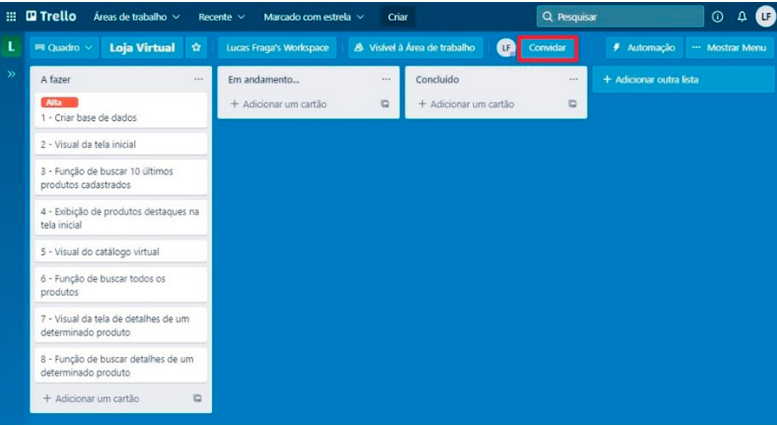 Trello Áreas de trabalho Recente Marcado com estrela Criar Pesquisar LF
L Quadro Loja Virtual Lucas Fraga's Workspace Visível à Área de trabalho LF Convidar Automação Mostrar Menu
A fazer
Alta
1 - Criar base de dados
2 - Visual da tela inicial
3 - Função de buscar 10 últimos
produtos cadastrados
4 - Exibição de produtos destaques na
tela inicial
5 - Visual do catálogo virtual
6 - Função de buscar todos os
produtos
7 - Visual da tela de detalhes de um
determinado produto
8 - Função de buscar detalhes de um
determinado produto
+ Adicionar um cartão
Em andamento...
+ Adicionar um cartão
Concluído
+ Adicionar um cartão
+ Adicionar outra lista